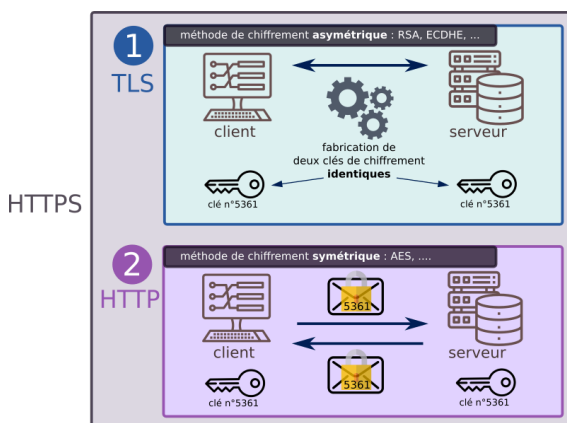 méthode de chiffrement asymétrique : RSA, ECDHE, ...
1
TLS
client
serveur
fabrication de
deux clés de chiffrement
identiques
clé n°5361
clé n°5361
HTTPS
méthode de chiffrement symétrique : AES, ....
2
HTTP
5361
client
serveur
5361
clé n°5361
clé n°5361